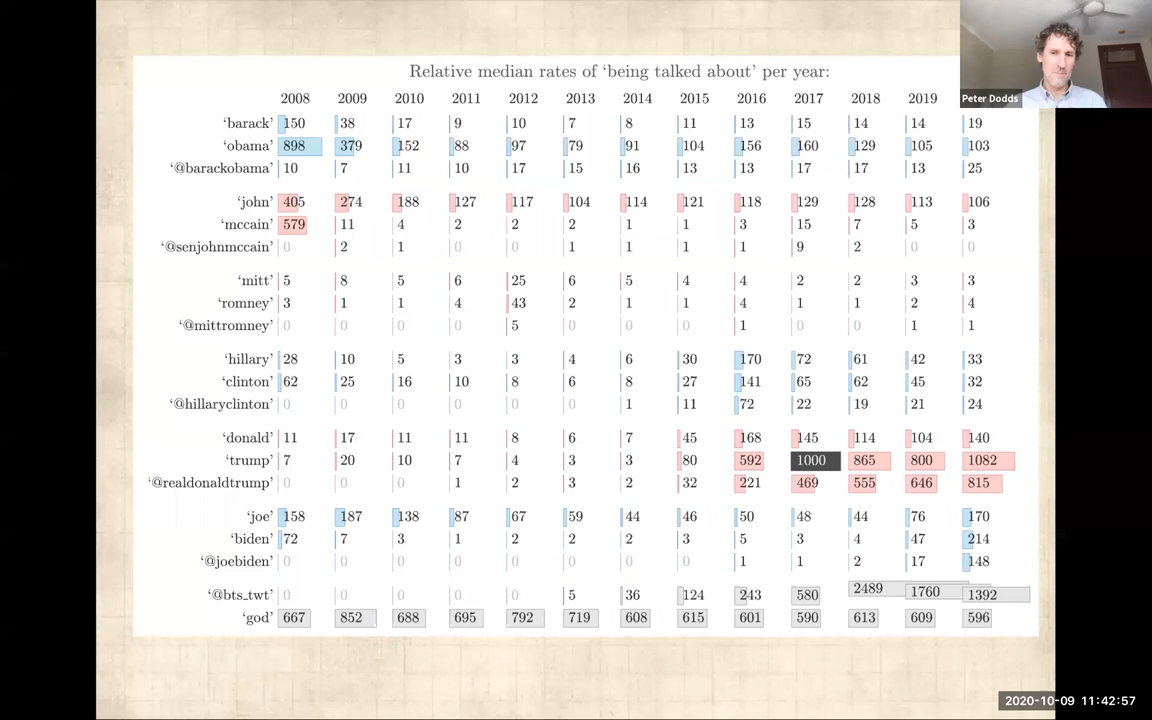 Relative median rates of ‘being talked about’ per year:
Peter Dodds
2008 2009 2010 2011 2012 2013 2014 2015 2016 2017 2018 2019
‘barack’ 150 38 17 9 10 7 8 11 13 15 14 14 19
‘obama’ 898 379 152 88 97 79 91 104 156 160 129 105 103
‘@barackobama’ 10 7 11 10 17 15 16 13 13 17 17 13 25
‘john’ 405 274 188 127 117 104 114 121 118 129 128 113 106
‘mccain’ 579 11 4 2 2 2 1 1 3 15 7 5 3
‘@senjohnmccain’ 0 2 1 0 0 1 1 1 1 9 2 0 0
‘mitt’ 5 8 5 6 25 6 5 4 4 2 2 3 3
‘romney’ 3 1 1 4 43 2 1 1 4 1 1 2 4
‘@mittromney’ 0 0 0 0 5 0 0 0 1 0 0 1 1
‘hillary’ 28 10 5 3 3 4 6 30 170 72 61 42 33
‘clinton’ 62 25 16 10 8 6 8 27 141 65 62 45 32
‘@hillaryclinton’ 0 0 0 0 0 0 1 11 72 22 19 21 24
‘donald’ 11 17 11 11 8 6 7 45 168 145 114 104 140
‘trump’ 7 20 10 7 4 3 3 80 592 1000 865 800 1082
‘@realdonaldtrump’ 0 0 0 1 2 3 2 32 221 469 555 646 815
‘joe’ 158 187 138 87 67 59 44 46 50 48 44 76 170
‘biden’ 72 7 3 1 2 2 2 3 5 3 4 47 214
‘@joebiden’ 0 0 0 0 0 0 0 0 1 1 2 17 148
‘@bts_twt’ 0 0 0 0 0 5 36 124 243 580 2489 1760 1392
‘god’ 667 852 688 695 792 719 608 615 601 590 613 609 596
2020-10-09 11:42:57